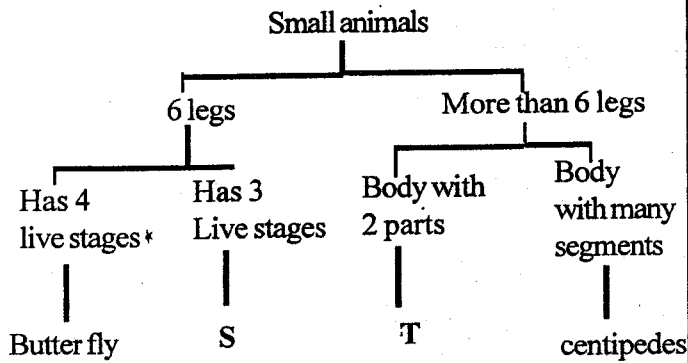 Small animals
6 legs
More than 6 legs
Has 4
live stages*
Has 3
Live stages
Body with
2 parts
Body
with many
segments
Butter fly
S
T
centipedes